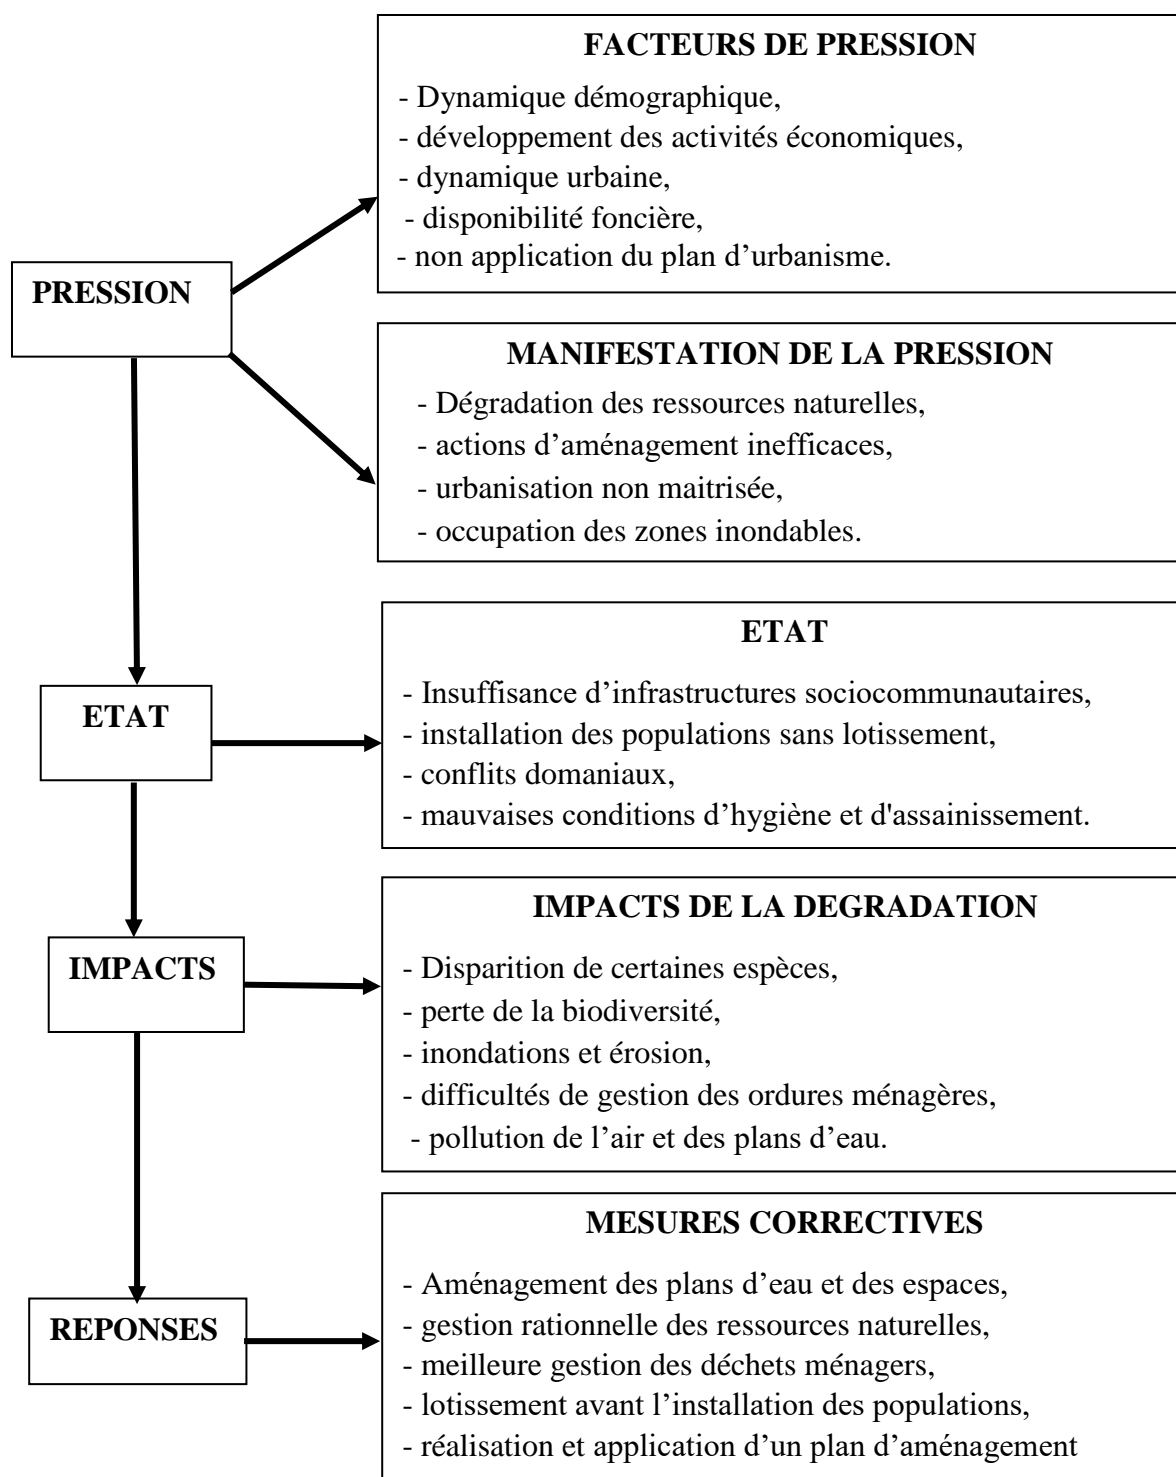 FACTEURS DE PRESSION
- Dynamique démographique,
- développement des activités économiques,
- dynamique urbaine,
- disponibilité foncière,
- non application du plan d’urbanisme.
PRESSION
MANIFESTATION DE LA PRESSION
- Dégradation des ressources naturelles,
- actions d’aménagement inefficaces,
- urbanisation non maitrisée,
- occupation des zones inondables.
ETAT
ETAT
- Insuffisance d’infrastructures sociocommunautaires,
- installation des populations sans lotissement,
- conflits domaniaux,
- mauvaises conditions d’hygiène et d'assainissement.
IMPACTS
IMPACTS DE LA DEGRADATION
- Disparition de certaines espèces,
- perte de la biodiversité,
- inondations et érosion,
- difficultés de gestion des ordures ménagères,
- pollution de l’air et des plans d’eau.
REPONSES
MESURES CORRECTIVES
- Aménagement des plans d’eau et des espaces,
- gestion rationnelle des ressources naturelles,
- meilleure gestion des déchets ménagers,
- lotissement avant l’installation des populations,
- réalisation et application d’un plan d’aménagement